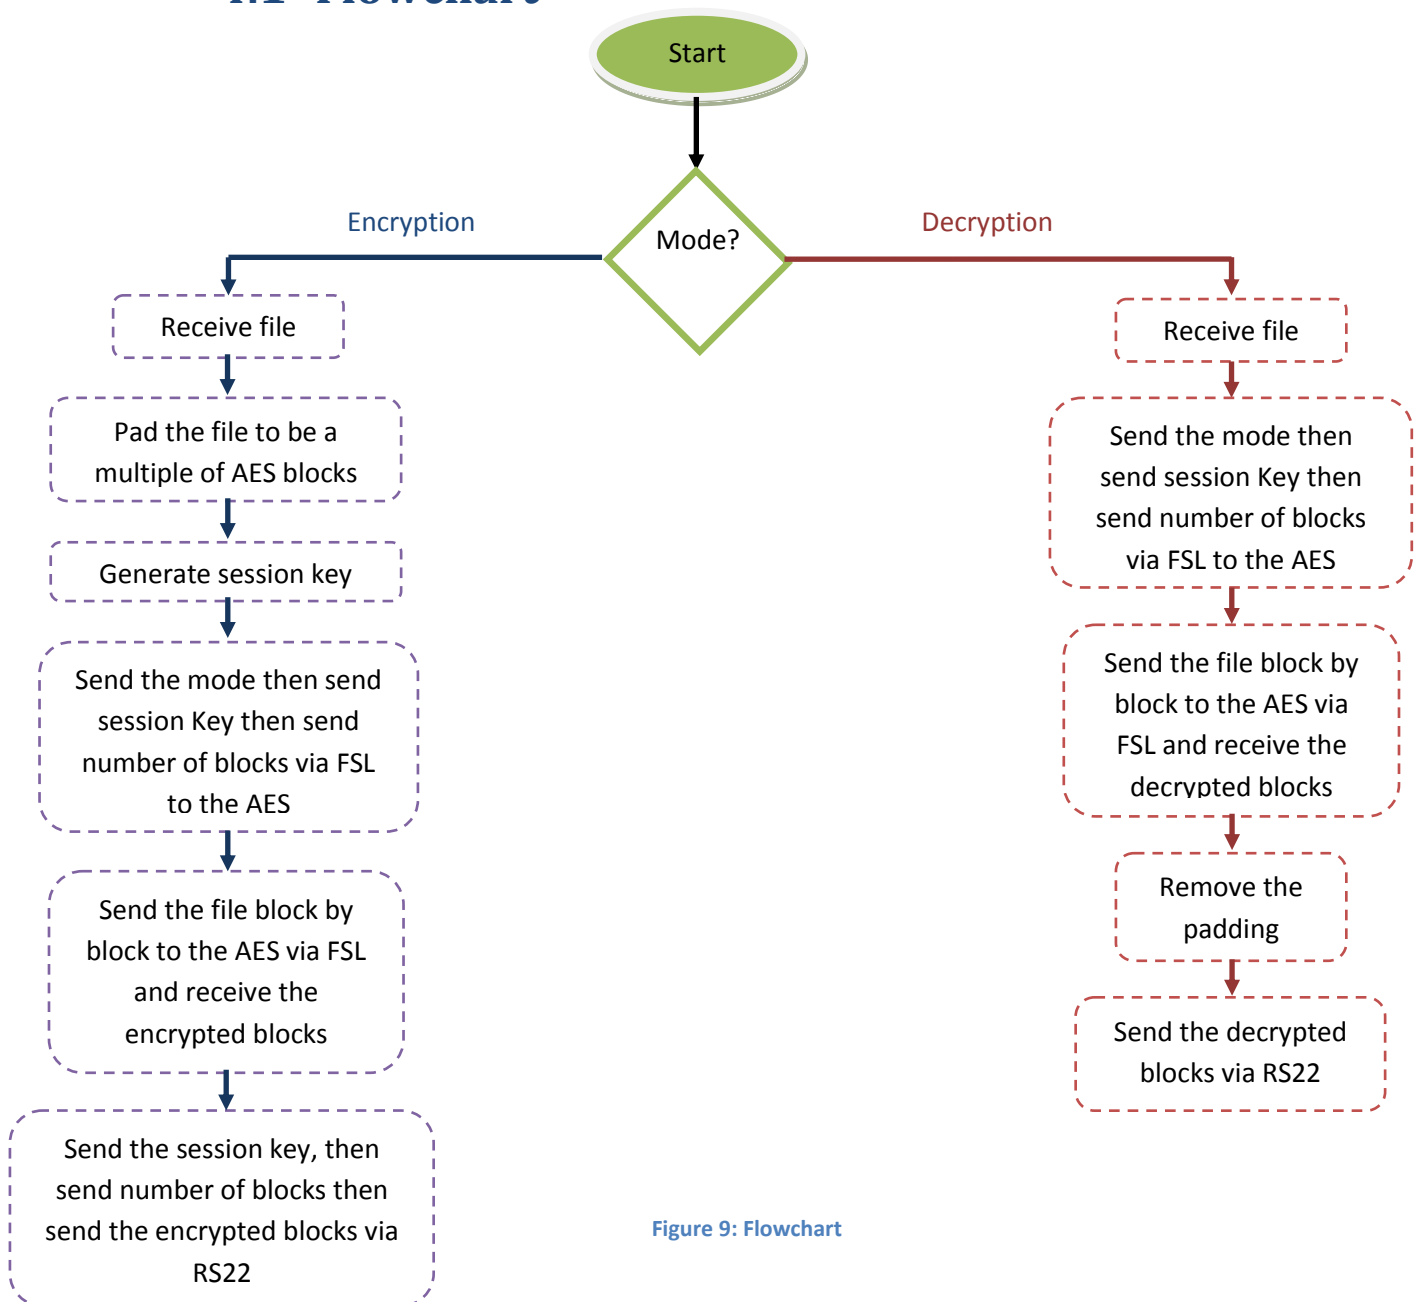 Start
Mode?
Encryption
Decryption
Receive file
Pad the file to be a
multiple of AES blocks
Generate session key
Send the mode then send
session Key then send
number of blocks via FSL
to the AES
Send the file block by
block to the AES via FSL
and receive the
encrypted blocks
Send the session key, then
send number of blocks then
send the encrypted blocks via
RS22
Receive file
Send the mode then
send session Key then
send number of blocks
via FSL to the AES
Send the file block by
block to the AES via
FSL and receive the
decrypted blocks
Remove the
padding
Send the decrypted
blocks via RS22
Figure 9: Flowchart